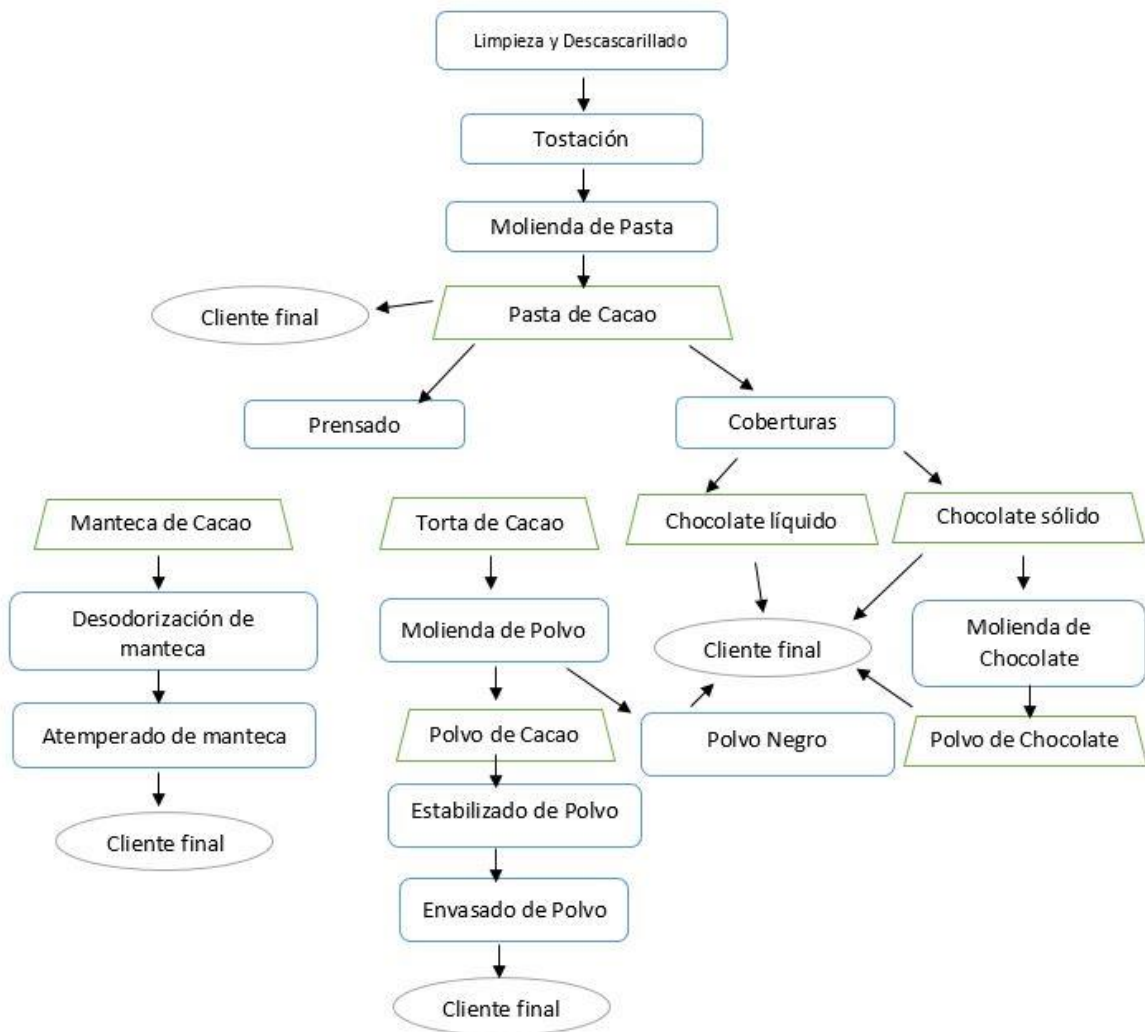 Limpieza y Descascarillado
Tostación
Molienda de Pasta
Cliente final
Pasta de Cacao
Prensado
Coberturas
Manteca de Cacao
Torta de Cacao
Chocolate líquido
Chocolate sólido
Desodorización de
manteca
Molienda de Polvo
Cliente final
Molienda de
Chocolate
Atemperado de manteca
Polvo de Cacao
Polvo Negro
Polvo de Chocolate
Estabilizado de Polvo
Cliente final
Envasado de Polvo
Cliente final